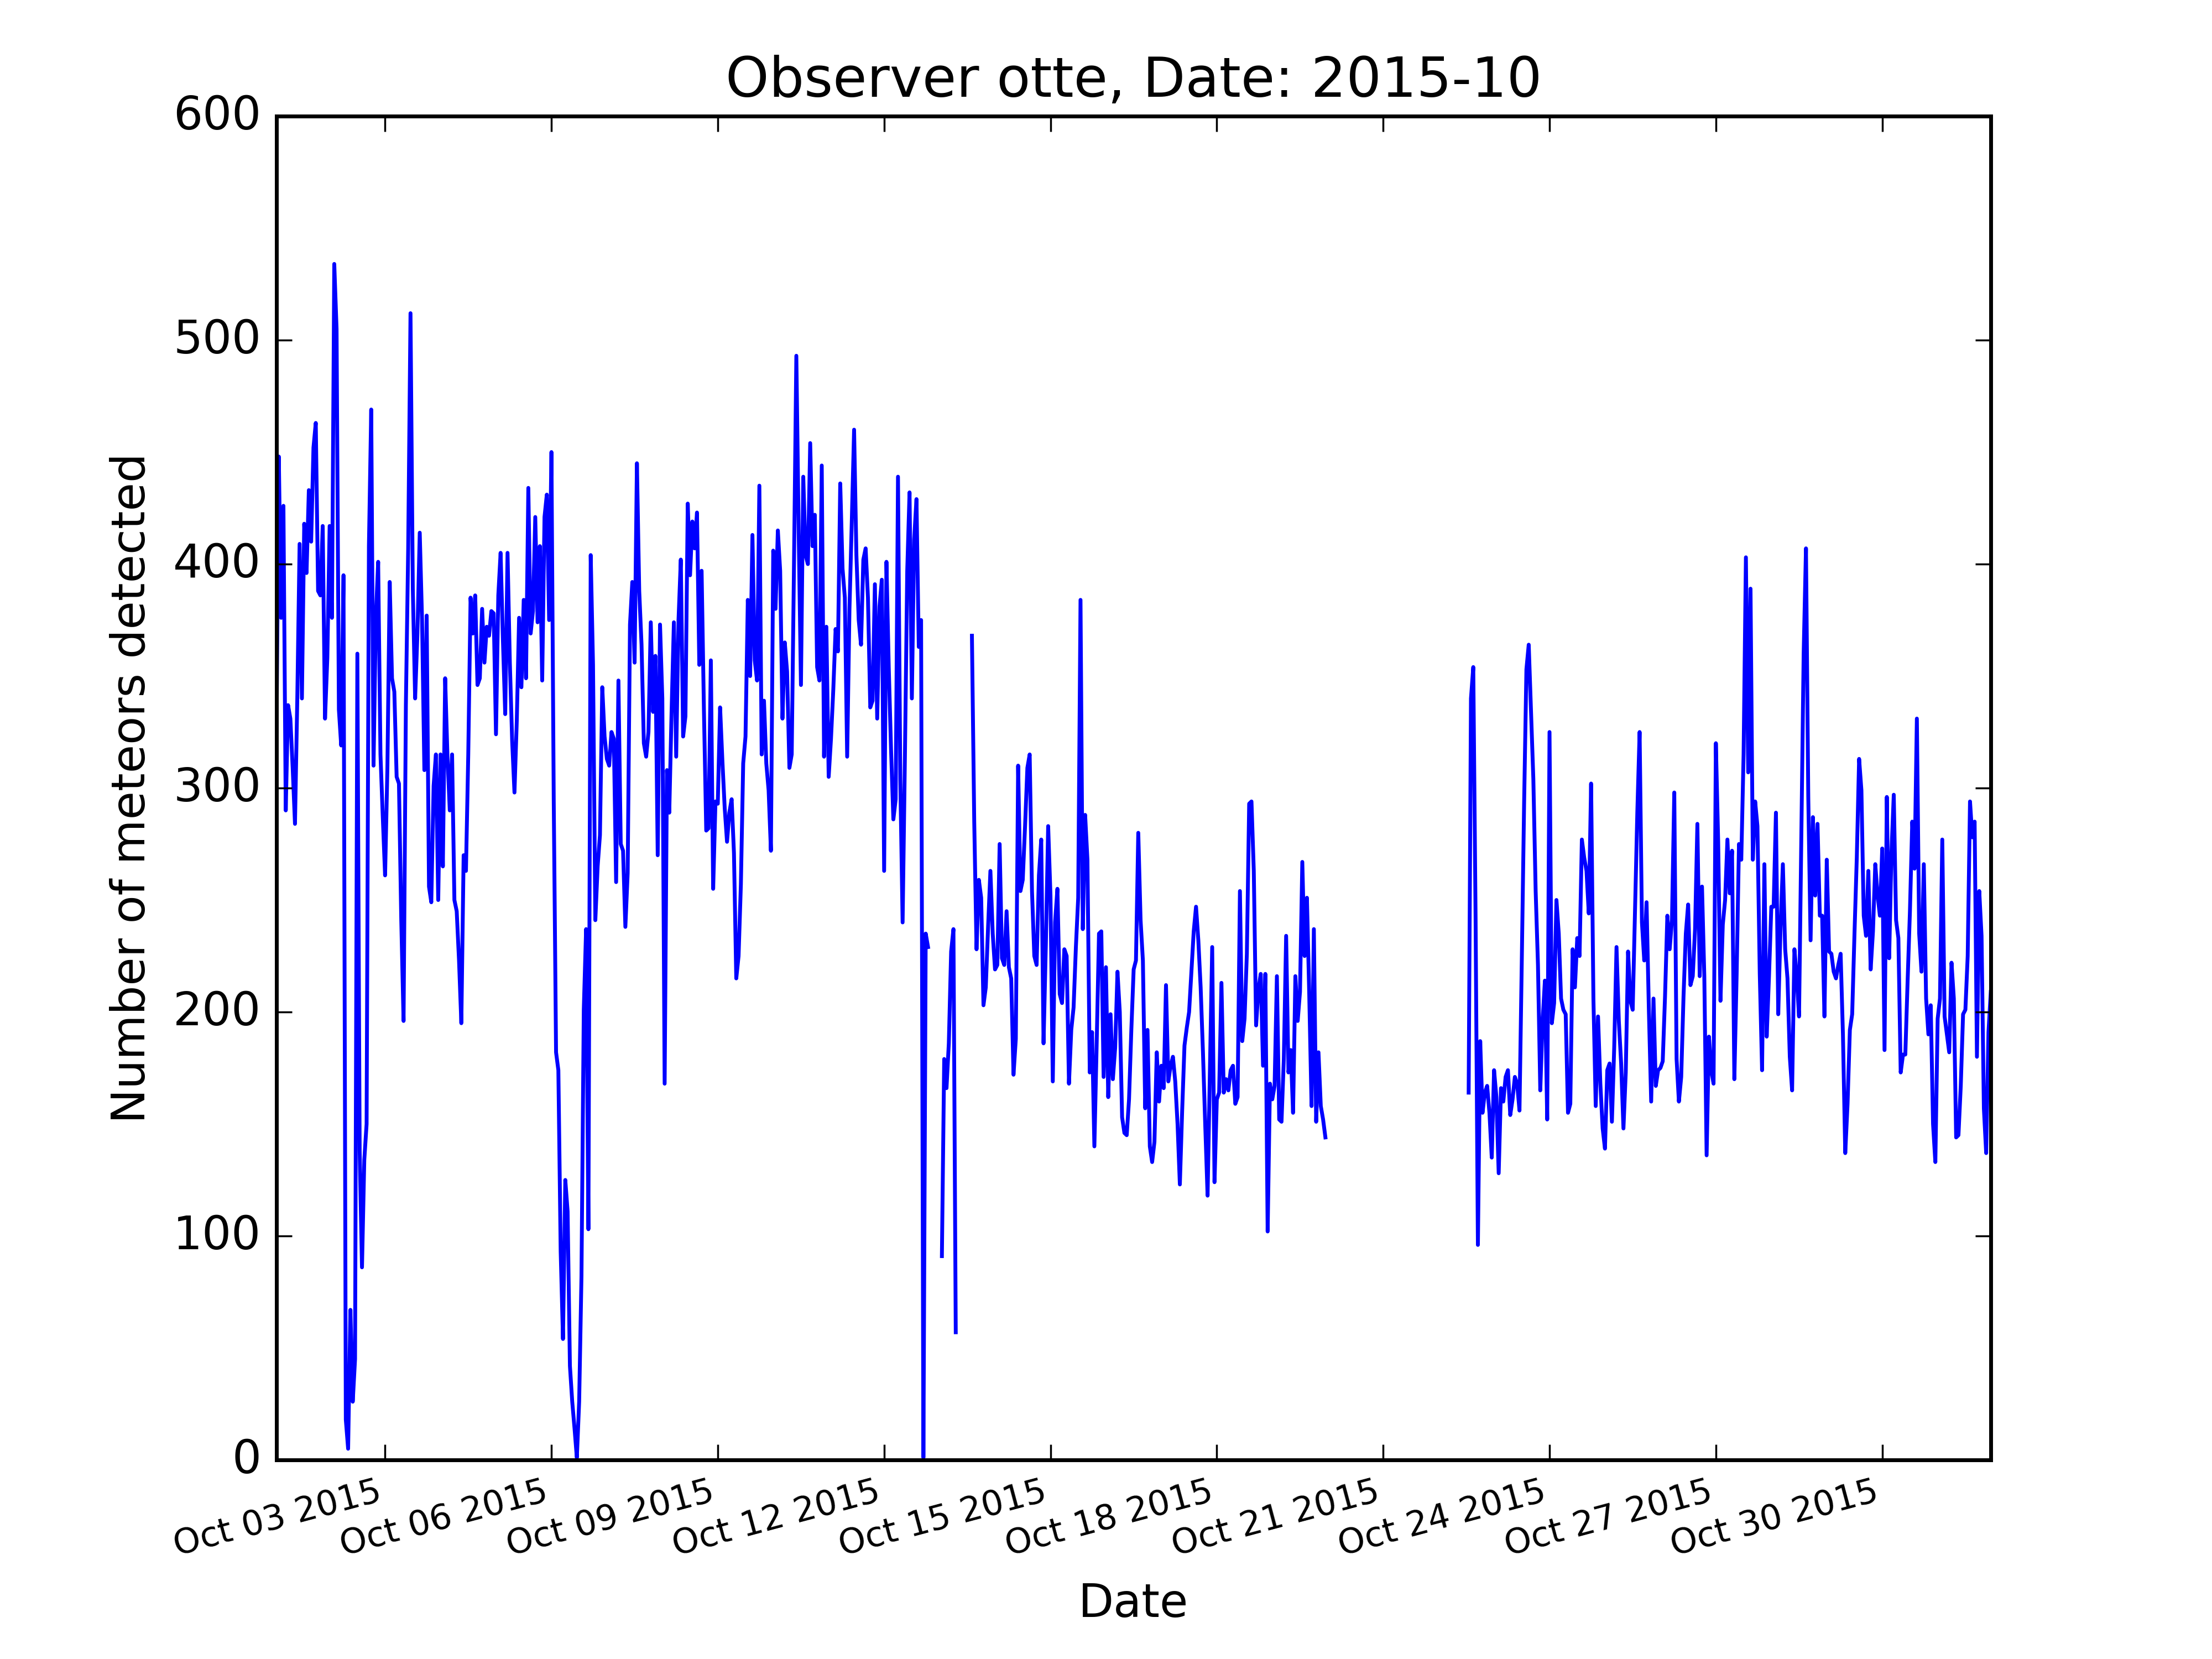 Observer otte, Date: 2015-10
600
500
400
300
200
100
0
Number of meteors detected
Oct 03 2015
Oct 06 2015
Oct 09 2015
Oct 12 2015
Oct 15 2015
Oct 18 2015
Oct 21 2015
Oct 24 2015
Oct 27 2015
Oct 30 2015
Date